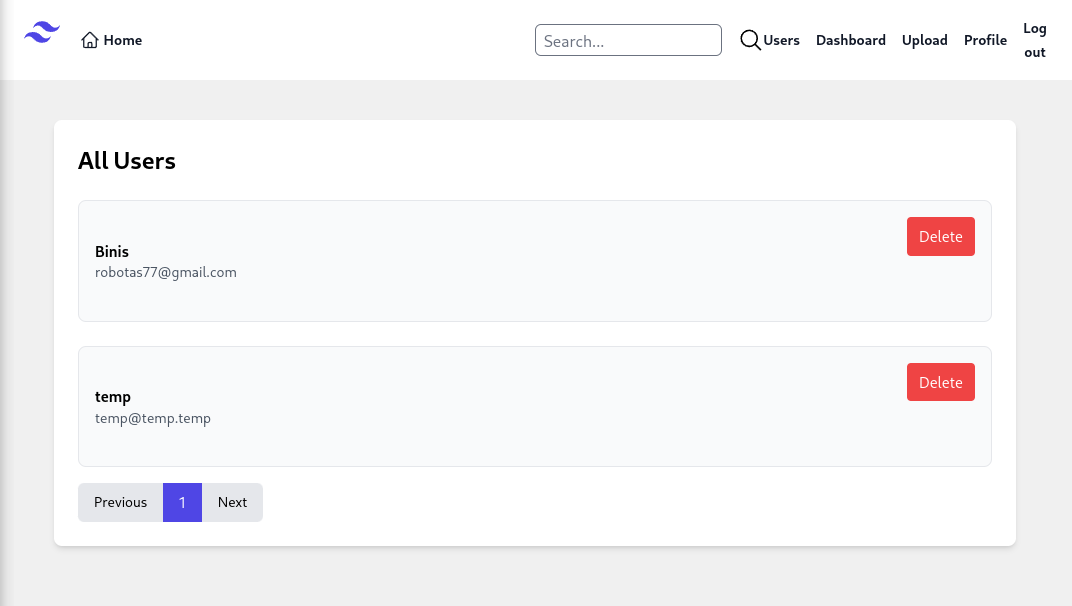 Home
Search...
Users
Dashboard
Upload
Profile
Log
out
All Users
Binis
robotas77@gmail.com
Delete
temp
temp@temp.temp
Delete
Previous
1
Next